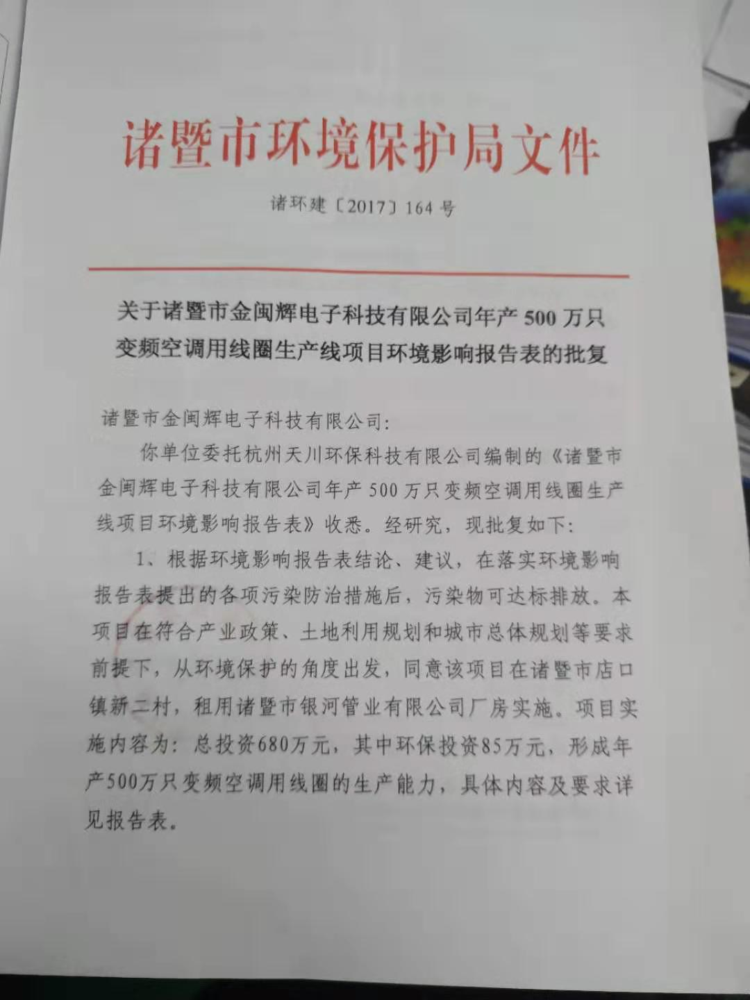 诸暨市环境保护局文件
诸环建〔2017〕164 号
关于诸暨市金闽辉电子科技有限公司年产 500 万只
变频空调用线圈生产线项目环境影响报告表的批复
诸暨市金闽辉电子科技有限公司：
你单位委托杭州天川环保科技有限公司编制的《诸暨市
金闽辉电子科技有限公司年产 500 万只变频空调用线圈生产
线项目环境影响报告表》收悉。经研究，现批复如下：
1、根据环境影响报告表结论、建议，在落实环境影响
报告表提出的各项污染防治措施后，污染物可达标排放。本
项目在符合产业政策、土地利用规划和城市总体规划等要求
前提下，从环境保护的角度出发，同意该项目在诸暨市店口
镇新二村，租用诸暨市银河管业有限公司厂房实施。项目实
施内容为：总投资680万元，其中环保投资85万元，形成年
产500万只变频空调用线圈的生产能力，具体内容及要求详
见报告表。